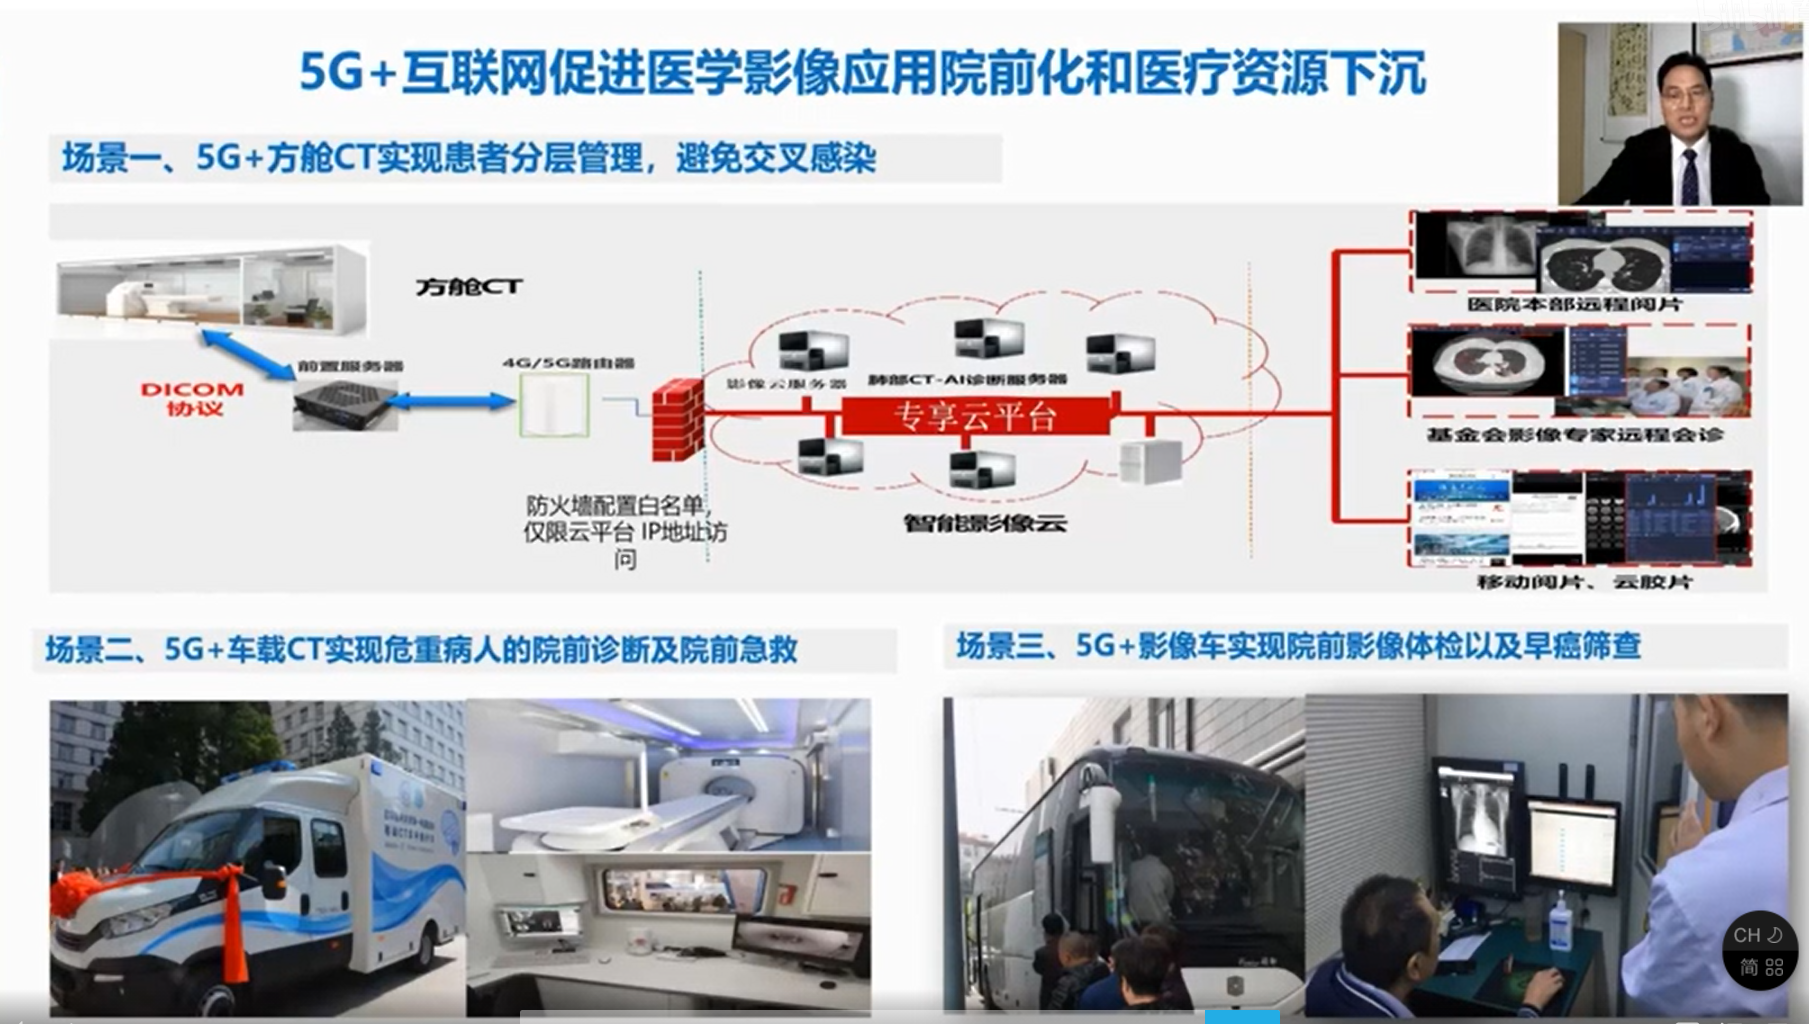 5G+互联网促进医学影像应用院前化和医疗资源下沉
场景一、5G+方舱CT实现患者分层管理，避免交叉感染
方舱CT
前置服务器
4G/5G路由器
DICOM
协议
防火墙配置白名单，
仅限云平台 IP地址访
问
影像云服务器
肺部CT-AI诊断服务器
专享云平台
智能影像云
医院本部远程阅片
基金会影像专家远程会诊
移动阅片、云胶片
场景二、5G+车载CT实现危重病人的院前诊断及院前急救
场景三、5G+影像车实现院前影像体检以及早癌筛查
CH
简